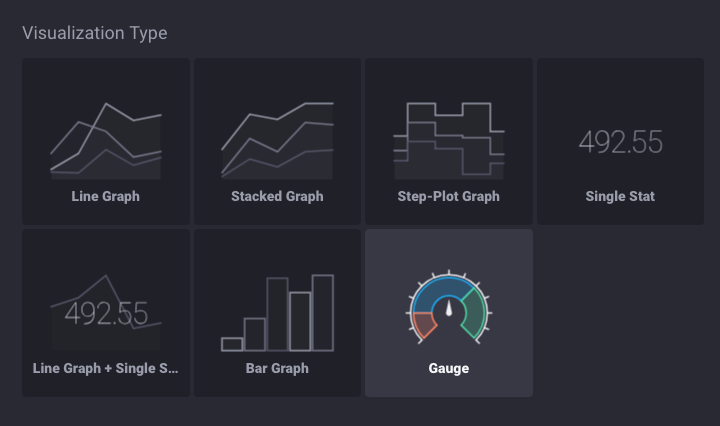 Visualization Type
Line Graph
Stacked Graph
Step-Plot Graph
492.55
Single Stat
492.55
Line Graph + Single S...
Bar Graph
Gauge